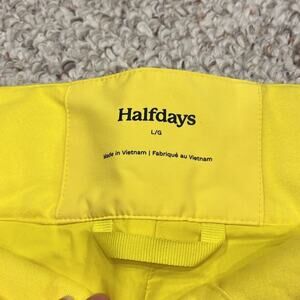 Halfdays
L/G
Made in Vietnam | Fabriqué au Vietnam